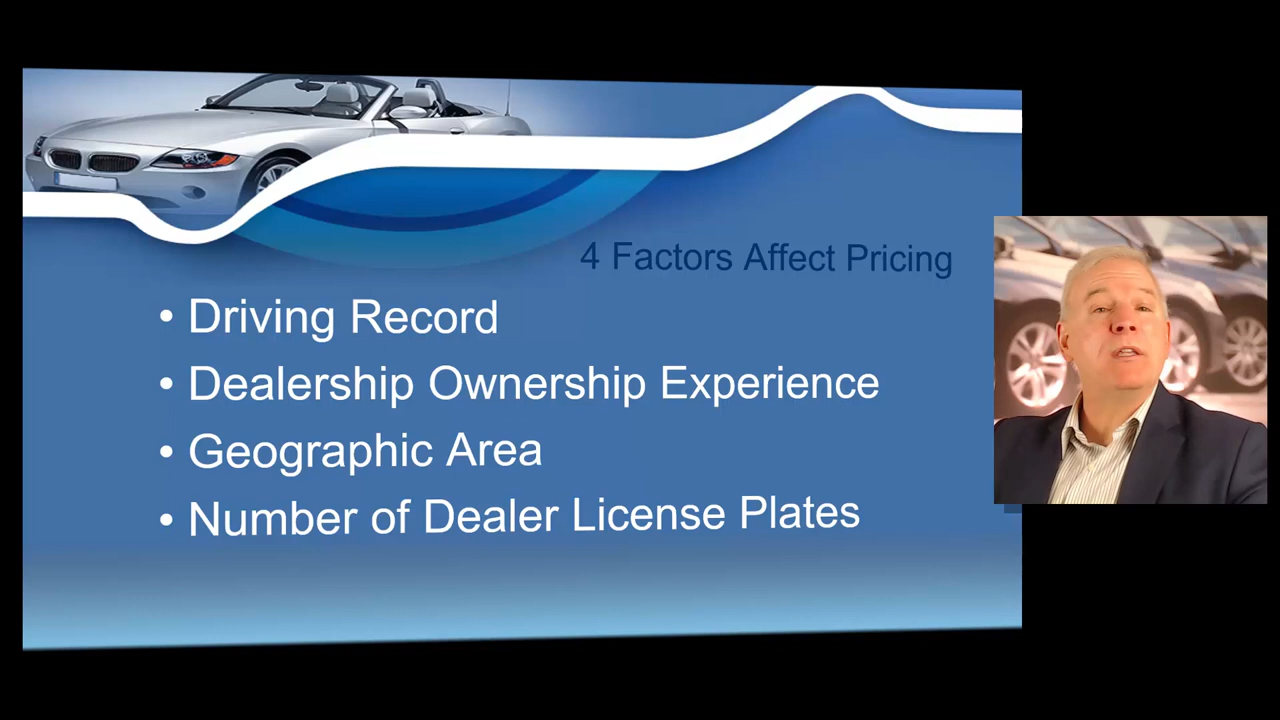 4 Factors Affect Pricing
• Driving Record
• Dealership Ownership Experience
• Geographic Area
• Number of Dealer License Plates